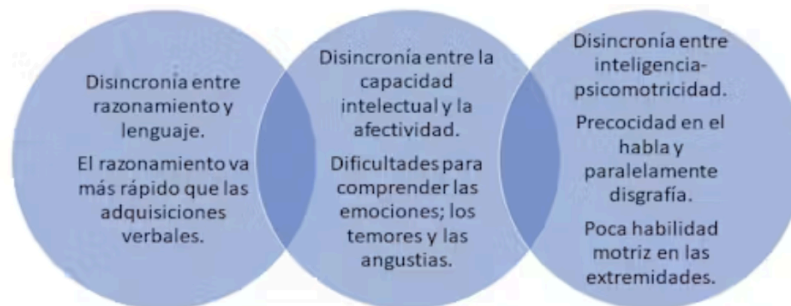 Disincronía entre
razonamiento y
lenguaje.
El razonamiento va
más rápido que las
adquisiciones
verbales.
Disincronía entre la
capacidad
intelectual y la
afectividad.
Dificultades para
comprender las
emociones; los
temores y las
angustias.
Disincronía entre
inteligencia-
psicomotricidad.
Precocidad en el
habla y
paralelamente
disgrafía.
Poca habilidad
motriz en las
extremidades.